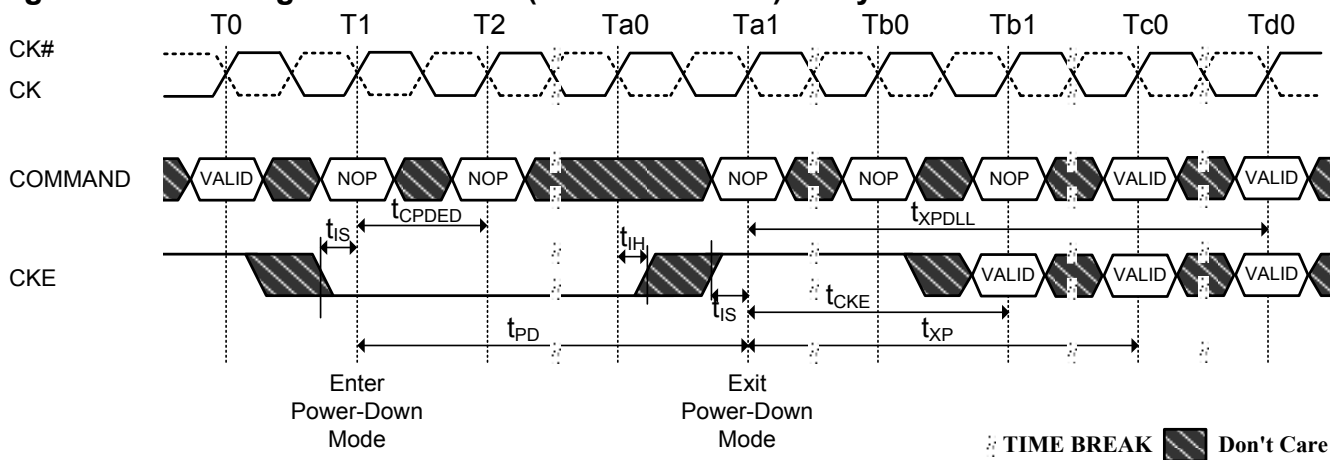 T0 T1 T2 Ta0 Ta1 Tb0 Tb1 Tc0 Td0
CK#
CK
COMMAND VALID NOP NOP NOP NOP NOP VALID VALID
tCPDED tXPDLL
tIS tIH
CKE VALID VALID VALID
tIS tCKE
tPD tXP
Enter
Power-Down
Mode
Exit
Power-Down
Mode
TIME BREAK Don't Care